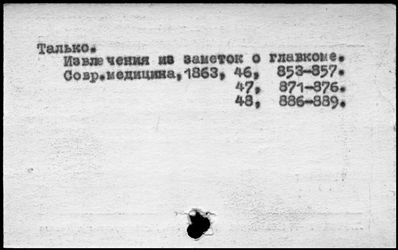 Талько.
Извлечения из заметок о главкоме.
Совр.медицина,1863, 46, 853-857.
47, 871-876.
48, 886-889.